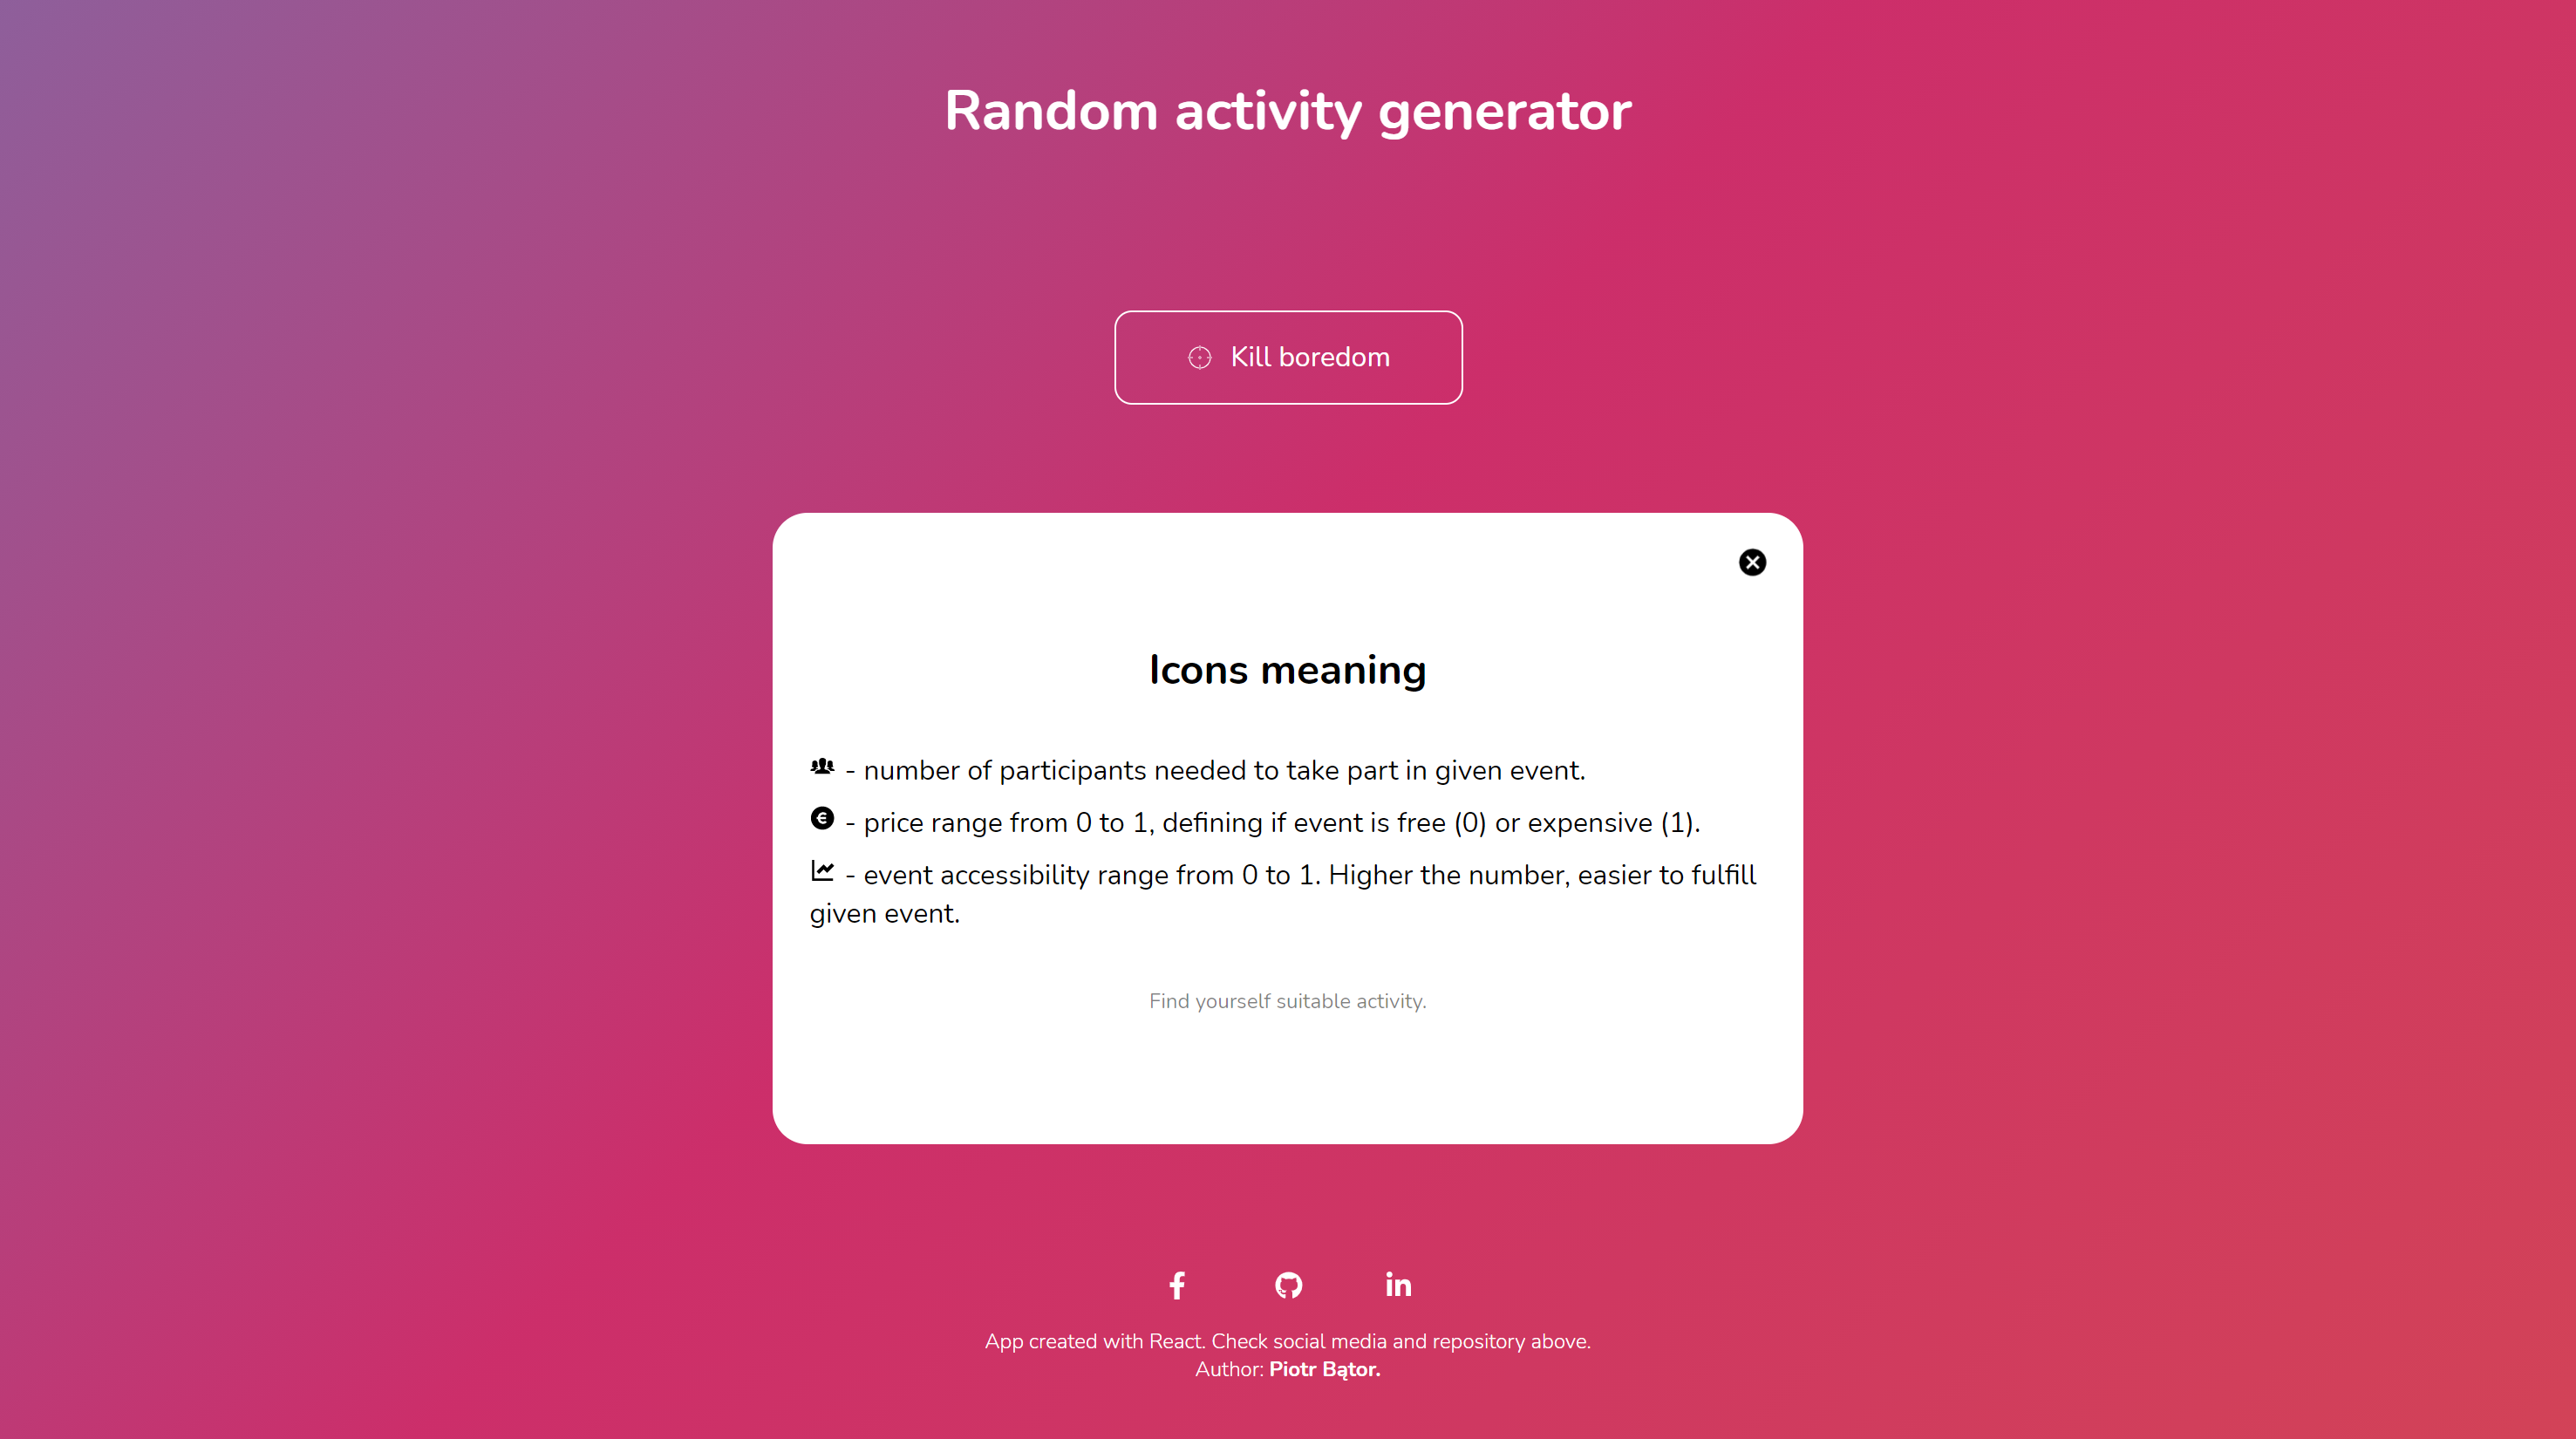 Random activity generator
Kill boredom
Icons meaning
- number of participants needed to take part in given event.
- price range from 0 to 1, defining if event is free (0) or expensive (1).
- event accessibility range from 0 to 1. Higher the number, easier to fulfill
given event.
Find yourself suitable activity.
App created with React. Check social media and repository above.
Author: Piotr Bątor.